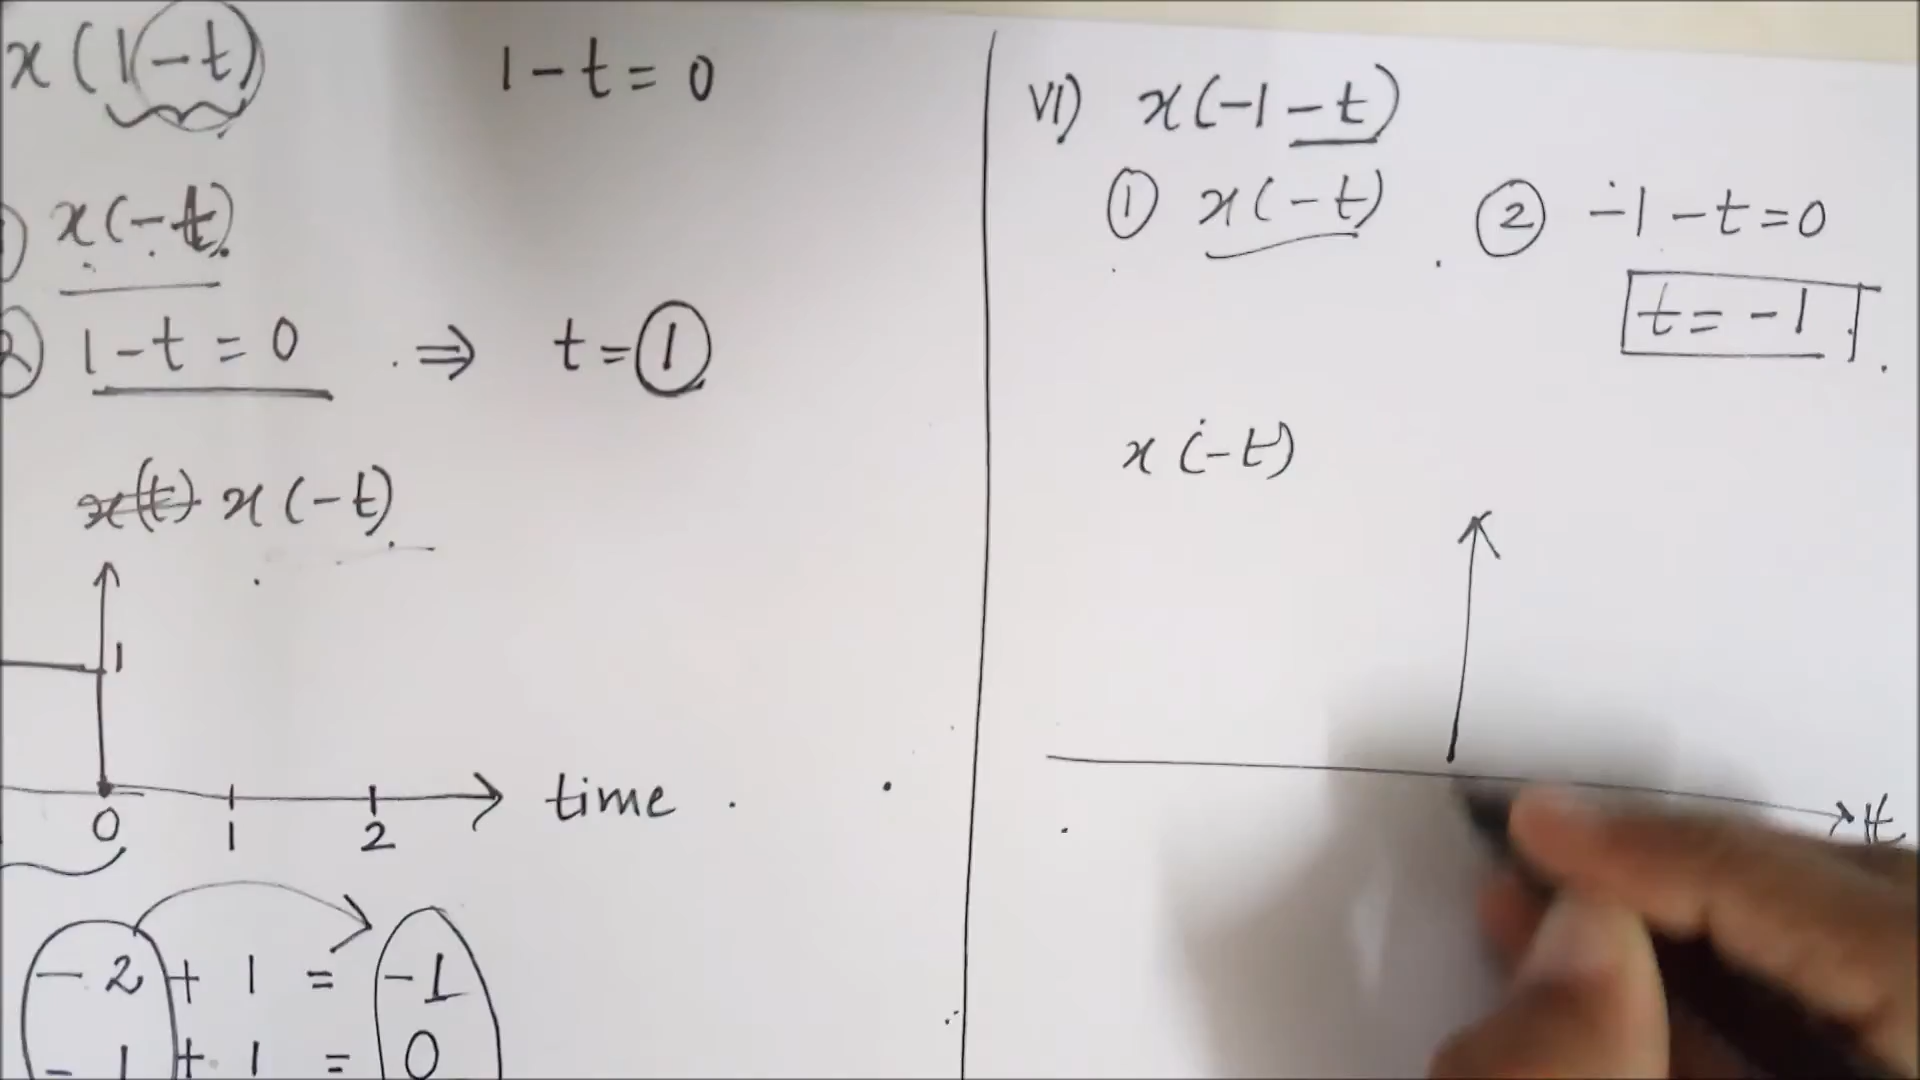 x(1-t)
1-t=0
x(-t)
1-t=0 ⇒ t=1
x(t) x(-t)
1
0 1 2 time
-2+1=-1
-1+1=0
VI) x(-1-t)
① x(-t) ② -1-t=0
t=-1
x(-t)
t